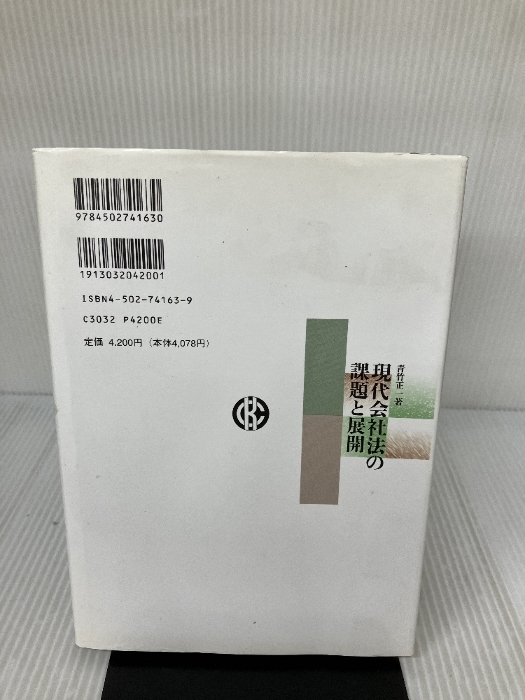 9784502741630
1913032042001
ISBN4-502-74163-9
C3032 P4200E
定価 4,200円（本体4,078円）
青竹正一著
現代会社法の
課題と展開